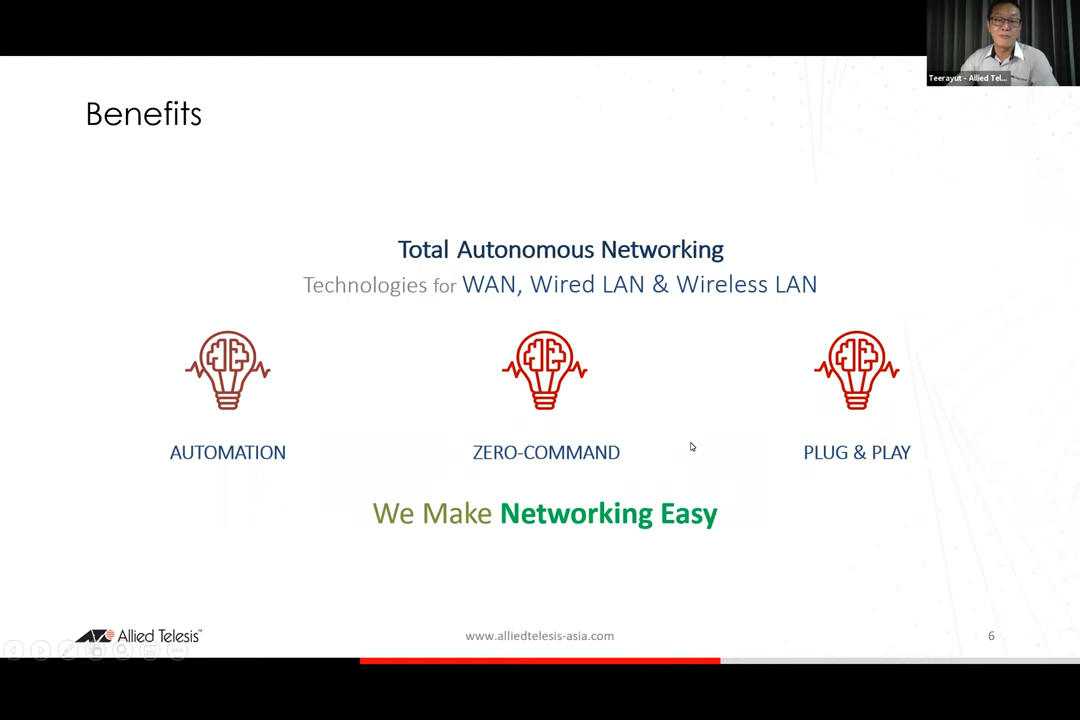 Teerayut - Allied Tel...
Benefits
Total Autonomous Networking
Technologies for WAN, Wired LAN & Wireless LAN
AUTOMATION
ZERO-COMMAND
PLUG & PLAY
We Make Networking Easy
Allied Telesis™
www.alliedtelesis-asia.com
6